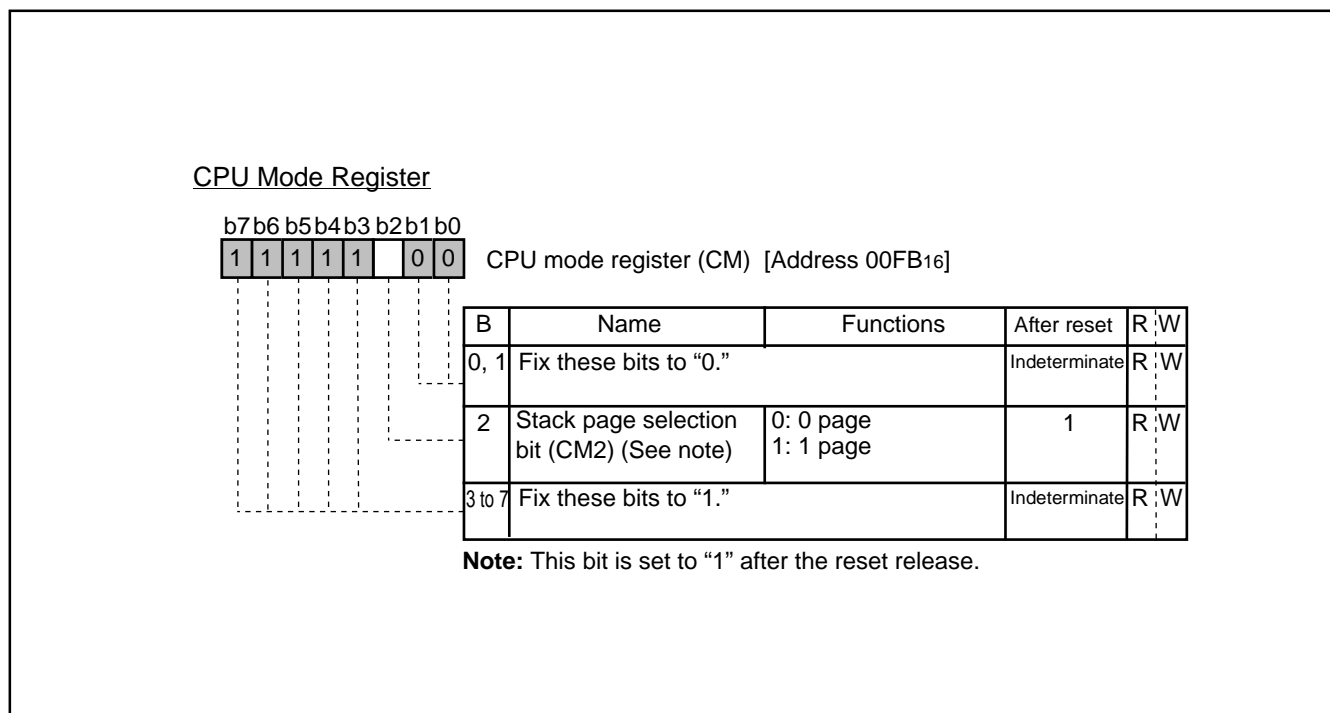 CPU Mode Register
b7 b6 b5 b4 b3 b2 b1 b0
1 1 1 1 1 0 0 CPU mode register (CM) [Address 00FB16]
B Name Functions After reset R W
0, 1 Fix these bits to “0.” Indeterminate R W
2 Stack page selection 0: 0 page 1 R W
bit (CM2) (See note) 1: 1 page
3 to 7 Fix these bits to “1.” Indeterminate R W
Note: This bit is set to “1” after the reset release.